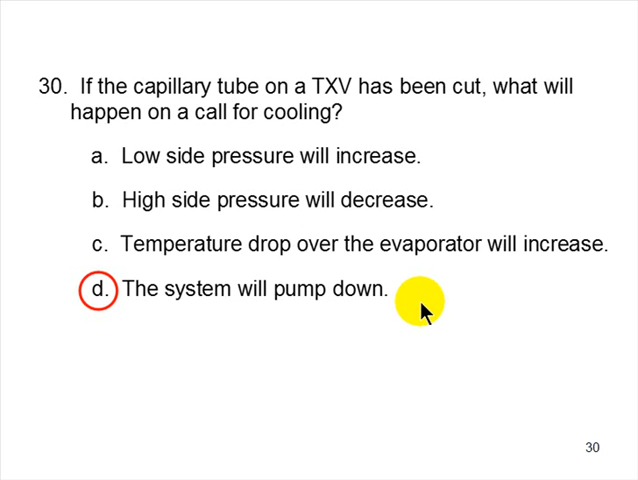 30. If the capillary tube on a TXV has been cut, what will
happen on a call for cooling?
a. Low side pressure will increase.
b. High side pressure will decrease.
c. Temperature drop over the evaporator will increase.
d. The system will pump down.
30